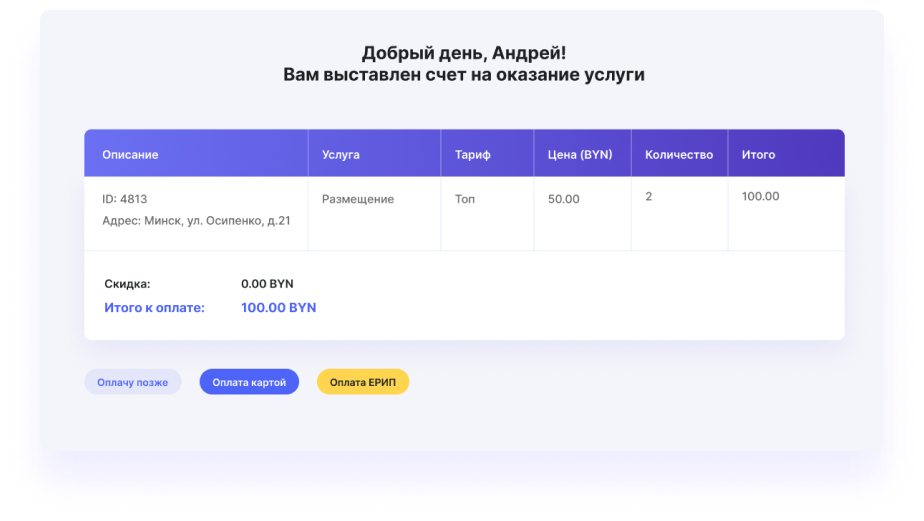 Добрый день, Андрей!
Вам выставлен счет на оказание услуги
Описание Услуга Тариф Цена (BYN) Количество Итого
ID: 4813 Размещение Топ 50.00 2 100.00
Адрес: Минск, ул. Осипенко, д.21
Скидка: 0.00 BYN
Итого к оплате: 100.00 BYN
Оплачу позже Оплата картой Оплата ЕРИП